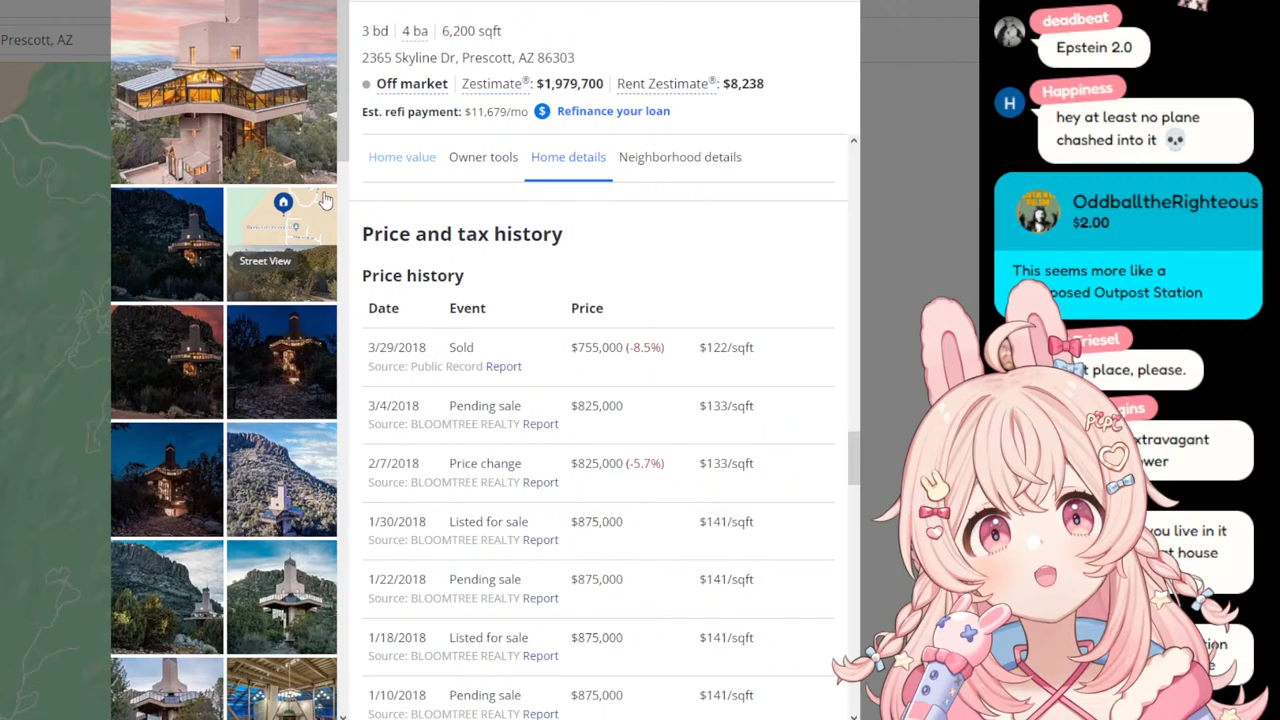 Prescott, AZ
Street View
3 bd 4 ba 6,200 sqft
2365 Skyline Dr, Prescott, AZ 86303
Off market Zestimate®: $1,979,700 Rent Zestimate®: $8,238
Est. refi payment: $11,679/mo $ Refinance your loan
Home value Owner tools Home details Neighborhood details
Price and tax history
Price history
Date Event Price
9/2018 Sold $755,000 (-8.5%) $122/sqft
Source: Public Record Report
3/4/2018 Pending sale $825,000 $133/sqft
Source: BLOOMTREE REALTY Report
2/7/2018 Price change $825,000 (-5.7%) $133/sqft
Source: BLOOMTREE REALTY Report
1/30/2018 Listed for sale $875,000 $141/sqft
Source: BLOOMTREE REALTY Report
1/22/2018 Pending sale $875,000 $141/sqft
Source: BLOOMTREE REALTY Report
1/18/2018 Listed for sale $875,000 $141/sqft
Source: BLOOMTREE REALTY Report
1/10/2018 Pending sale $875,000 $141/sqft
Source: BLOOMTREE REALTY Report
deadbeat
Epstein 2.0
H
Happiness
hey at least no plane
chashed into it 💀
OddballtheRighteous
$2.00
This seems more like a
posed Outpost Station
riesel
t place, please.
gins
xtravagant
wer
you live in it
at house
ion
e
PiPi